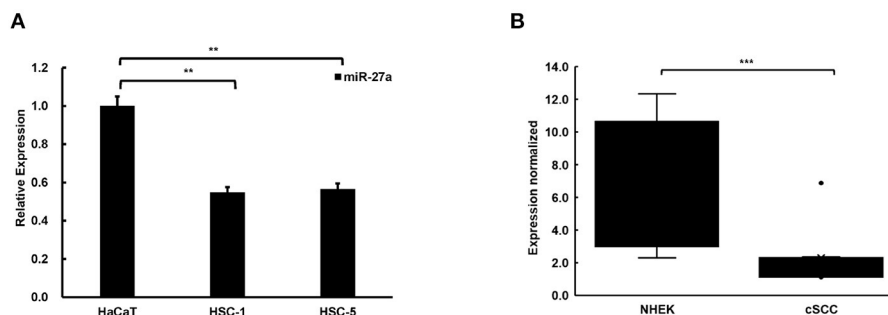 A
**
**
miR-27a
Relative Expression
1.2
1.0
0.8
0.6
0.4
0.2
0.0
HaCaT
HSC-1
HSC-5
B
***
Expression normalized
14.0
12.0
10.0
8.0
6.0
4.0
2.0
0.0
NHEK
cSCC